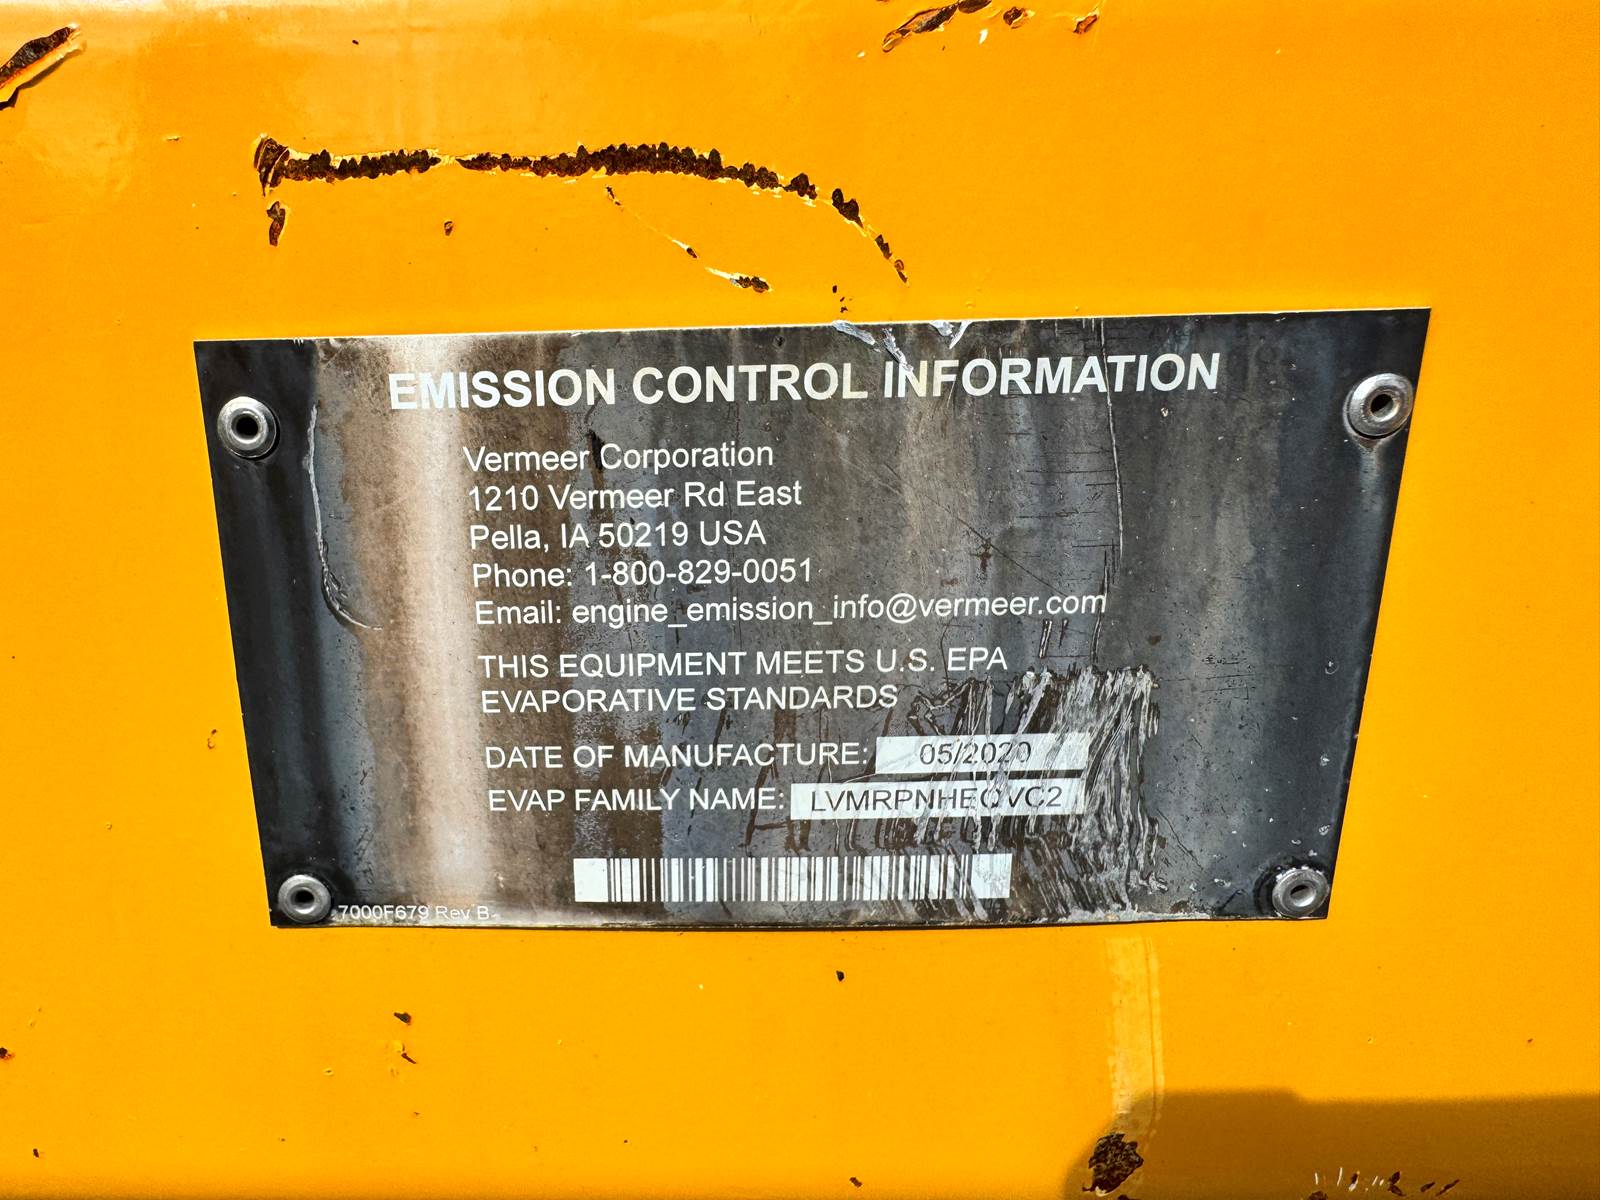 EMISSION CONTROL INFORMATION
Vermeer Corporation
1210 Vermeer Rd East
Pella, IA 50219 USA
Phone: 1-800-829-0051
Email: engine_emission_info@vermeer.com
THIS EQUIPMENT MEETS U.S. EPA
EVAPORATIVE STANDARDS
DATE OF MANUFACTURE: 05/2020
EVAP FAMILY NAME:
7000F679 Rev B